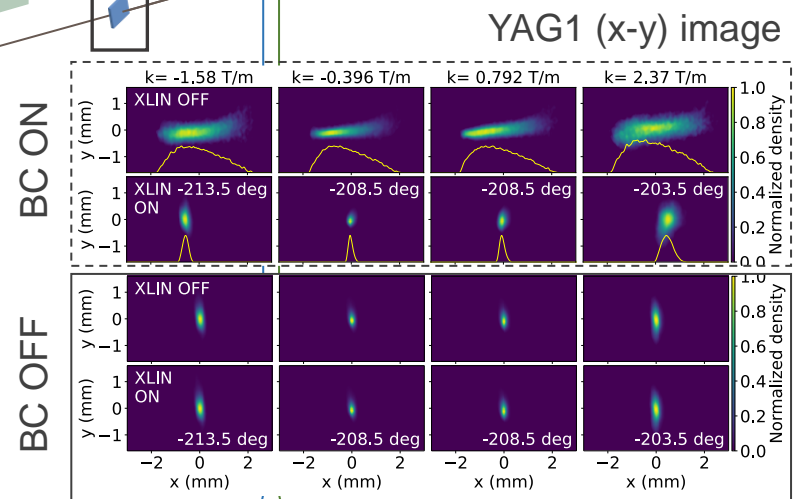 YAG1 (x-y) image
k= -1.58 T/m k= -0.396 T/m k= 0.792 T/m k= 2.37 T/m
BC ON
XLIN OFF
y (mm)
1
0
−1
XLIN ON
-213.5 deg -208.5 deg -208.5 deg -203.5 deg
y (mm)
1
0
−1
1.0
0.8
0.6
0.4
0.2
0.0
Normalized density
BC OFF
XLIN OFF
y (mm)
1
0
−1
XLIN
ON
-213.5 deg -208.5 deg -208.5 deg -203.5 deg
y (mm)
1
0
−1
1.0
0.8
0.6
0.4
0.2
0.0
Normalized density
−2 0 2 −2 0 2 −2 0 2 −2 0 2
x (mm) x (mm) x (mm) x (mm)